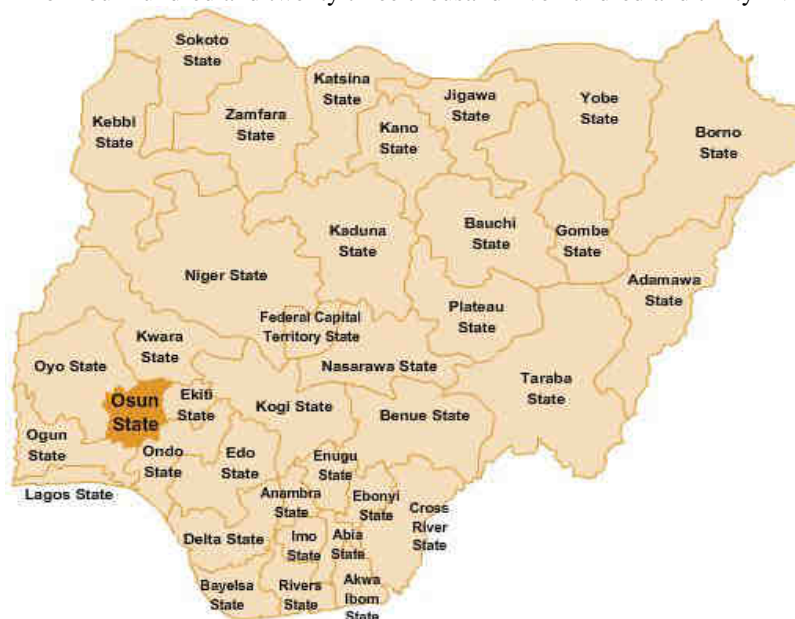 Sokoto
State
Katsina
State
Jigawa
State
Yobe
State
Kebbi
State
Zamfara
State
Kano
State
Borno
State
Kaduna
State
Bauchi
State
Gombe
State
Niger State
Adamawa
State
Plateau
State
Federal Capital
Territory State
Kwara
State
Oyo State
Nasarawa State
Taraba
State
Osun
State
Ekiti
State
Kogi State
Benue State
Ogun
State
Ondo
State
Edo
State
Enugu
State
Lagos State
Anambra
State
Ebonyi
State
Cross
River
State
Delta State
Imo
State
Abia
State
Bayelsa
State
Rivers
State
Akwa
Ibom
State